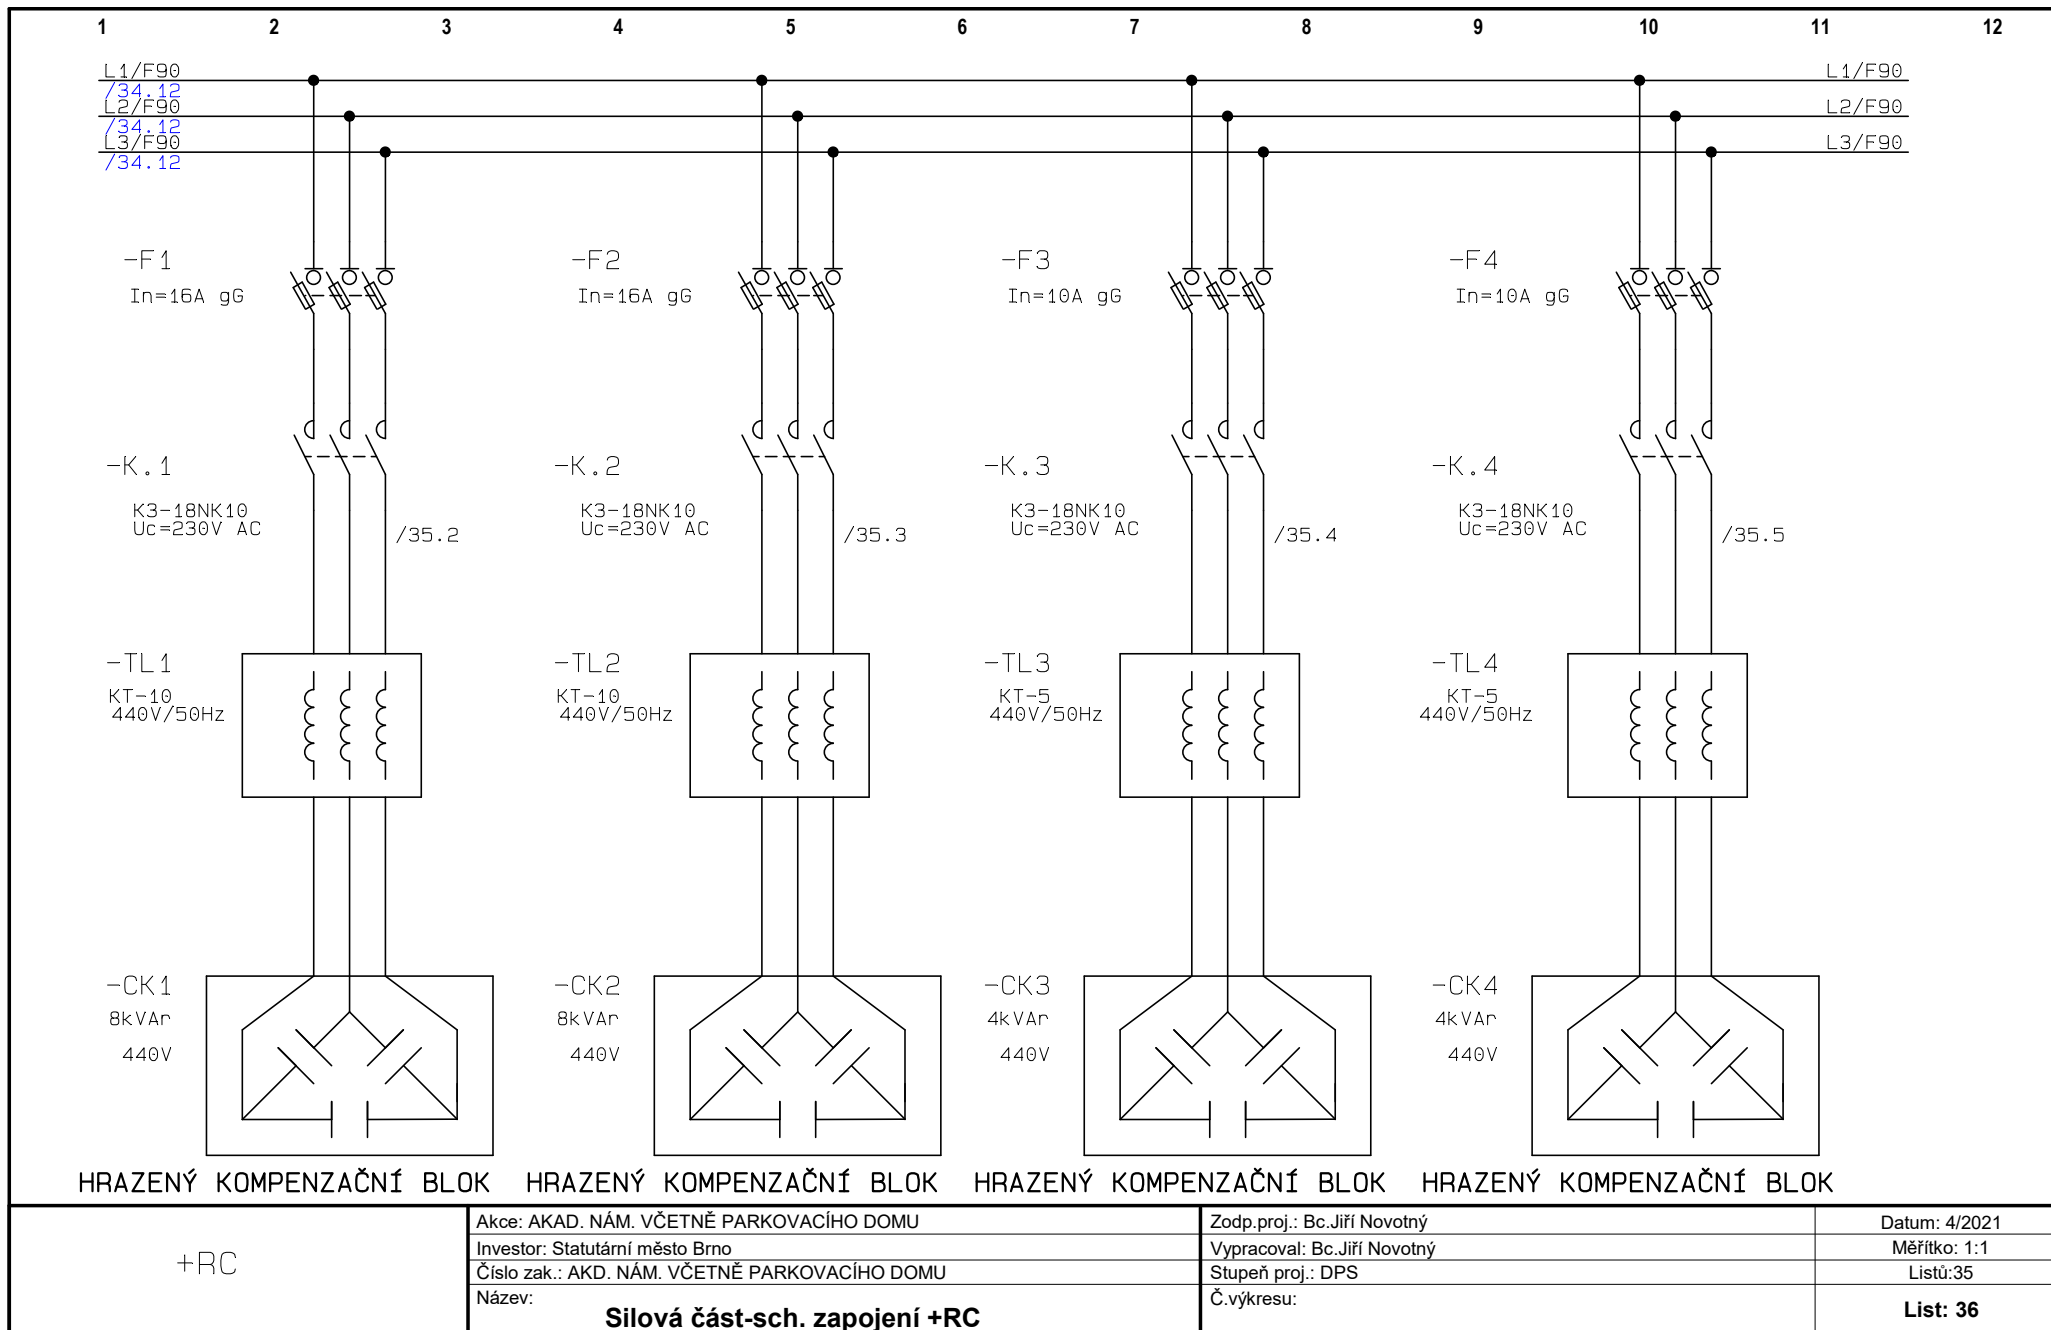 1 2 3 4 5 6 7 8 9 10 11 12
L1/F90 L1/F90
/34.12
L2/F90 L2/F90
/34.12
L3/F90 L3/F90
/34.12
-F1 -F2 -F3 -F4
In=16A gG In=16A gG In=10A gG In=10A gG
-K.1 -K.2 -K.3 -K.4
K3-18NK10 K3-18NK10 K3-18NK10 K3-18NK10
Uc=230V AC Uc=230V AC Uc=230V AC Uc=230V AC
/35.2 /35.3 /35.4 /35.5
-TL1 -TL2 -TL3 -TL4
KT-10 KT-10 KT-5 KT-5
440V/50Hz 440V/50Hz 440V/50Hz 440V/50Hz
-CK1 -CK2 -CK3 -CK4
8kVAr 8kVAr 4kVAr 4kVAr
440V 440V 440V 440V
HRAZENÝ KOMPENZAČNÍ BLOK HRAZENÝ KOMPENZAČNÍ BLOK HRAZENÝ KOMPENZAČNÍ BLOK HRAZENÝ KOMPENZAČNÍ BLOK
+RC
Akce: AKAD. NÁM. VČETNĚ PARKOVACÍHO DOMU
Investor: Statutární město Brno
Číslo zak.: AKD. NÁM. VČETNĚ PARKOVACÍHO DOMU
Název:
Silová část-sch. zapojení +RC
Zodp.proj.: Bc.Jiří Novotný
Vypracoval: Bc.Jiří Novotný
Stupeň proj.: DPS
Č.výkresu:
Datum: 4/2021
Měřítko: 1:1
Listů:35
List: 36